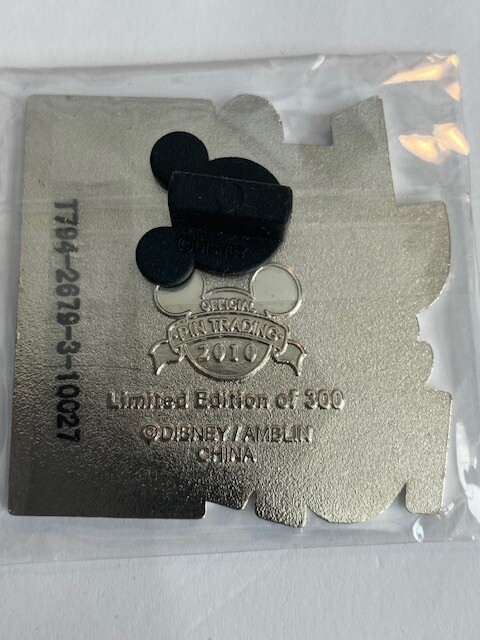 ©DISNEY
OFFICIAL
PIN TRADING
2010
Limited Edition of 300
©DISNEY/AMBLIN
CHINA
T794-2679-3-10027